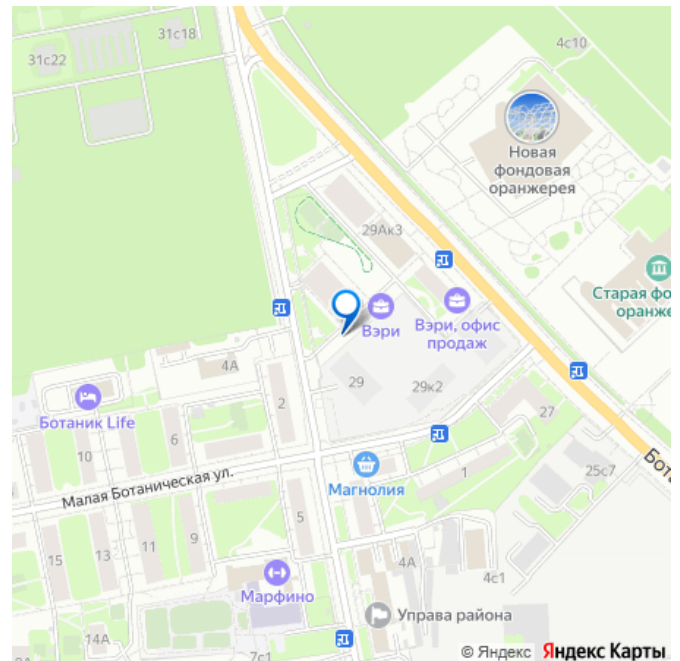 31с18
31с22
4с10
Новая
фондовая
оранжерея
29Ак3
Старая фо
оранже
Вэри
Вэри, офис
продаж
4А
29
29к2
2
27
Ботаник Life
6
10
Малая Ботаническая ул.
Магнолия
1
25с7
Бота
5
9
11
13
15
4А
4с1
Марфино
Управа района
14А
7с1
© Яндекс Яндекс Карты